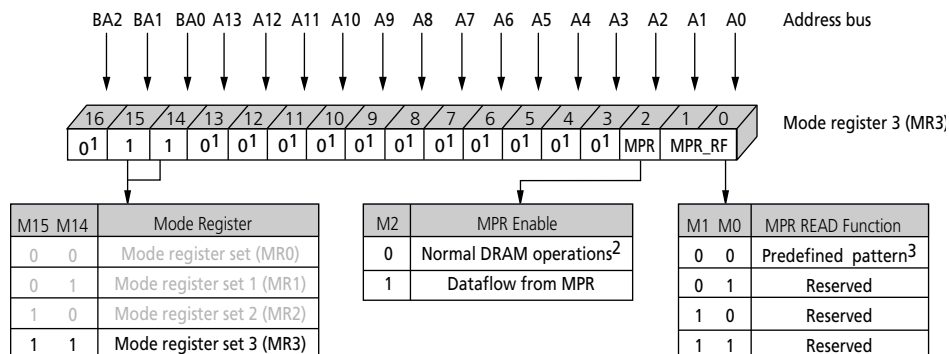 BA2 BA1 BA0 A13 A12 A11 A10 A9 A8 A7 A6 A5 A4 A3 A2 A1 A0 Address bus
16 15 14 13 12 11 10 9 8 7 6 5 4 3 2 1 0
Mode register 3 (MR3)
0¹ 1 1 0¹ 0¹ 0¹ 0¹ 0¹ 0¹ 0¹ 0¹ 0¹ 0¹ 0¹ MPR MPR_RF
M15 M14 Mode Register
0 0 Mode register set (MR0)
0 1 Mode register set 1 (MR1)
1 0 Mode register set 2 (MR2)
1 1 Mode register set 3 (MR3)
M2 MPR Enable
0 Normal DRAM operations²
1 Dataflow from MPR
M1 M0 MPR READ Function
0 0 Predefined pattern³
0 1 Reserved
1 0 Reserved
1 1 Reserved